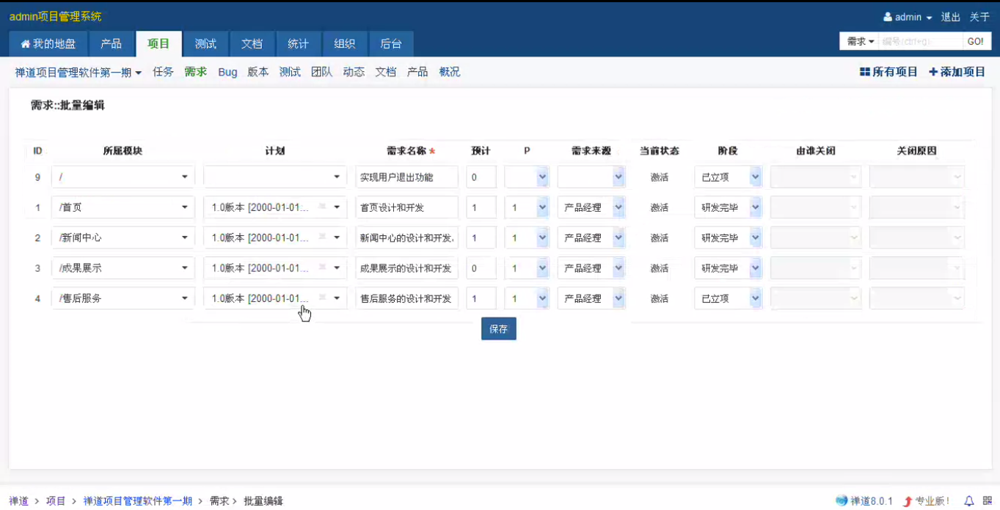 admin项目管理系统 admin 退出 关于
我的地盘 产品 项目 测试 文档 统计 组织 后台 需求 编号(ctrl+g) GO!
禅道项目管理软件第一期 任务 需求 Bug 版本 测试 团队 动态 文档 产品 概况 所有项目 +添加项目
需求::批量编辑
ID 所属模块 计划 需求名称 * 预计 P 需求来源 当前状态 阶段 由谁关闭 关闭原因
9 / 实现用户退出功能 0 激活 已立项
1 /首页 1.0版本 [2000-01-01... 首页设计和开发 1 1 产品经理 激活 研发完毕
2 /新闻中心 1.0版本 [2000-01-01... 新闻中心的设计和开发. 1 1 产品经理 激活 研发完毕
3 /成果展示 1.0版本 [2000-01-01... 成果展示的设计和开发 0 1 产品经理 激活 研发完毕
4 /售后服务 1.0版本 [2000-01-01... 售后服务的设计和开发 1 1 产品经理 激活 已立项
保存
禅道 > 项目 > 禅道项目管理软件第一期 > 需求 > 批量编辑 禅道8.0.1 专业版!